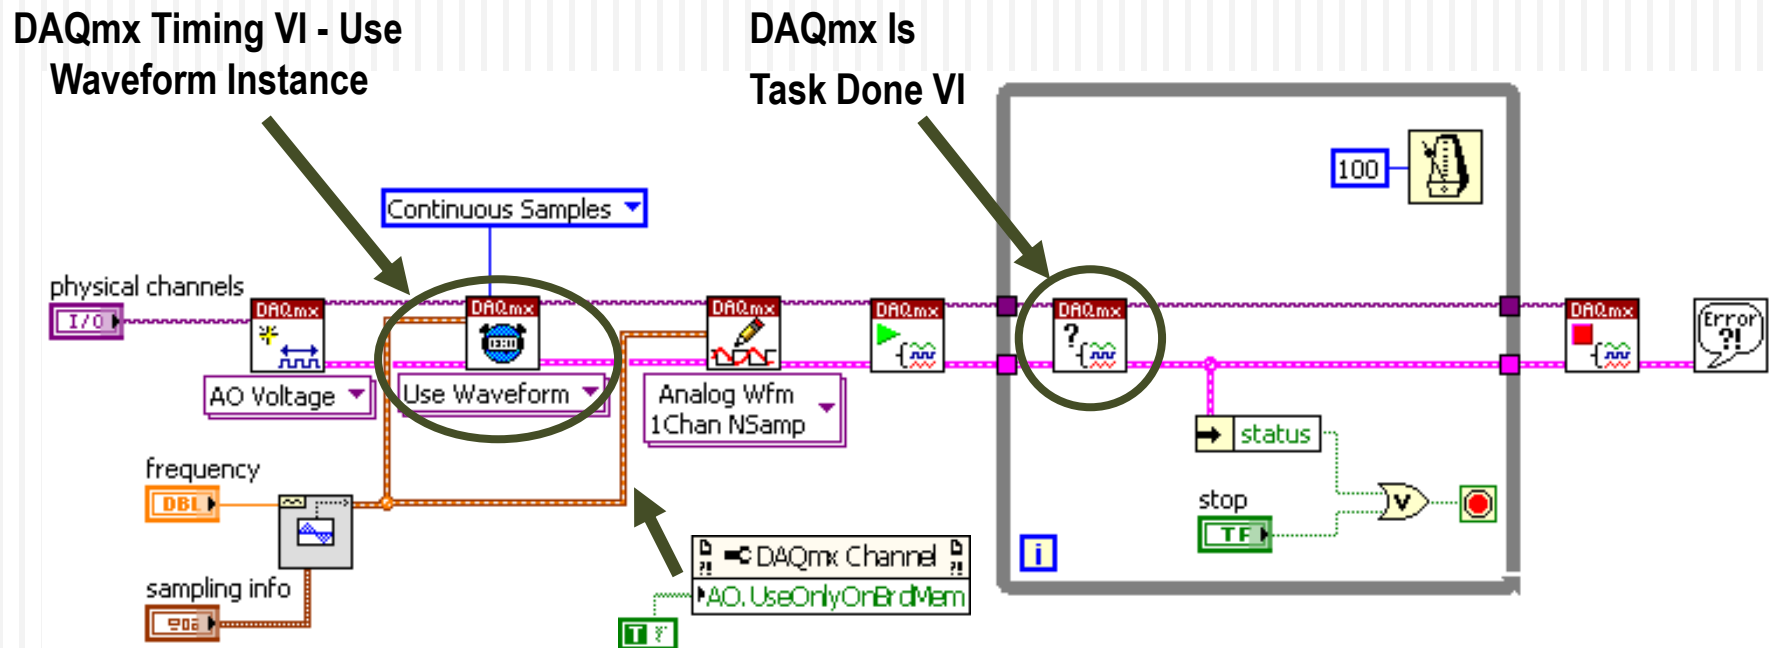 DAQmx Timing VI - Use
Waveform Instance
DAQmx Is
Task Done VI
100
Continuous Samples
physical channels
I/O
DAQmx
DAQmx
DAQmx
DAQmx
DAQmx
DAQmx
Error
?!
?
AO Voltage
Use Waveform
Analog Wfm
1Chan NSamp
status
frequency
DBL
stop
TF
V
i
DAQmx Channel
?!
?!
AO.UseOnlyOnBrdMem
sampling info
T